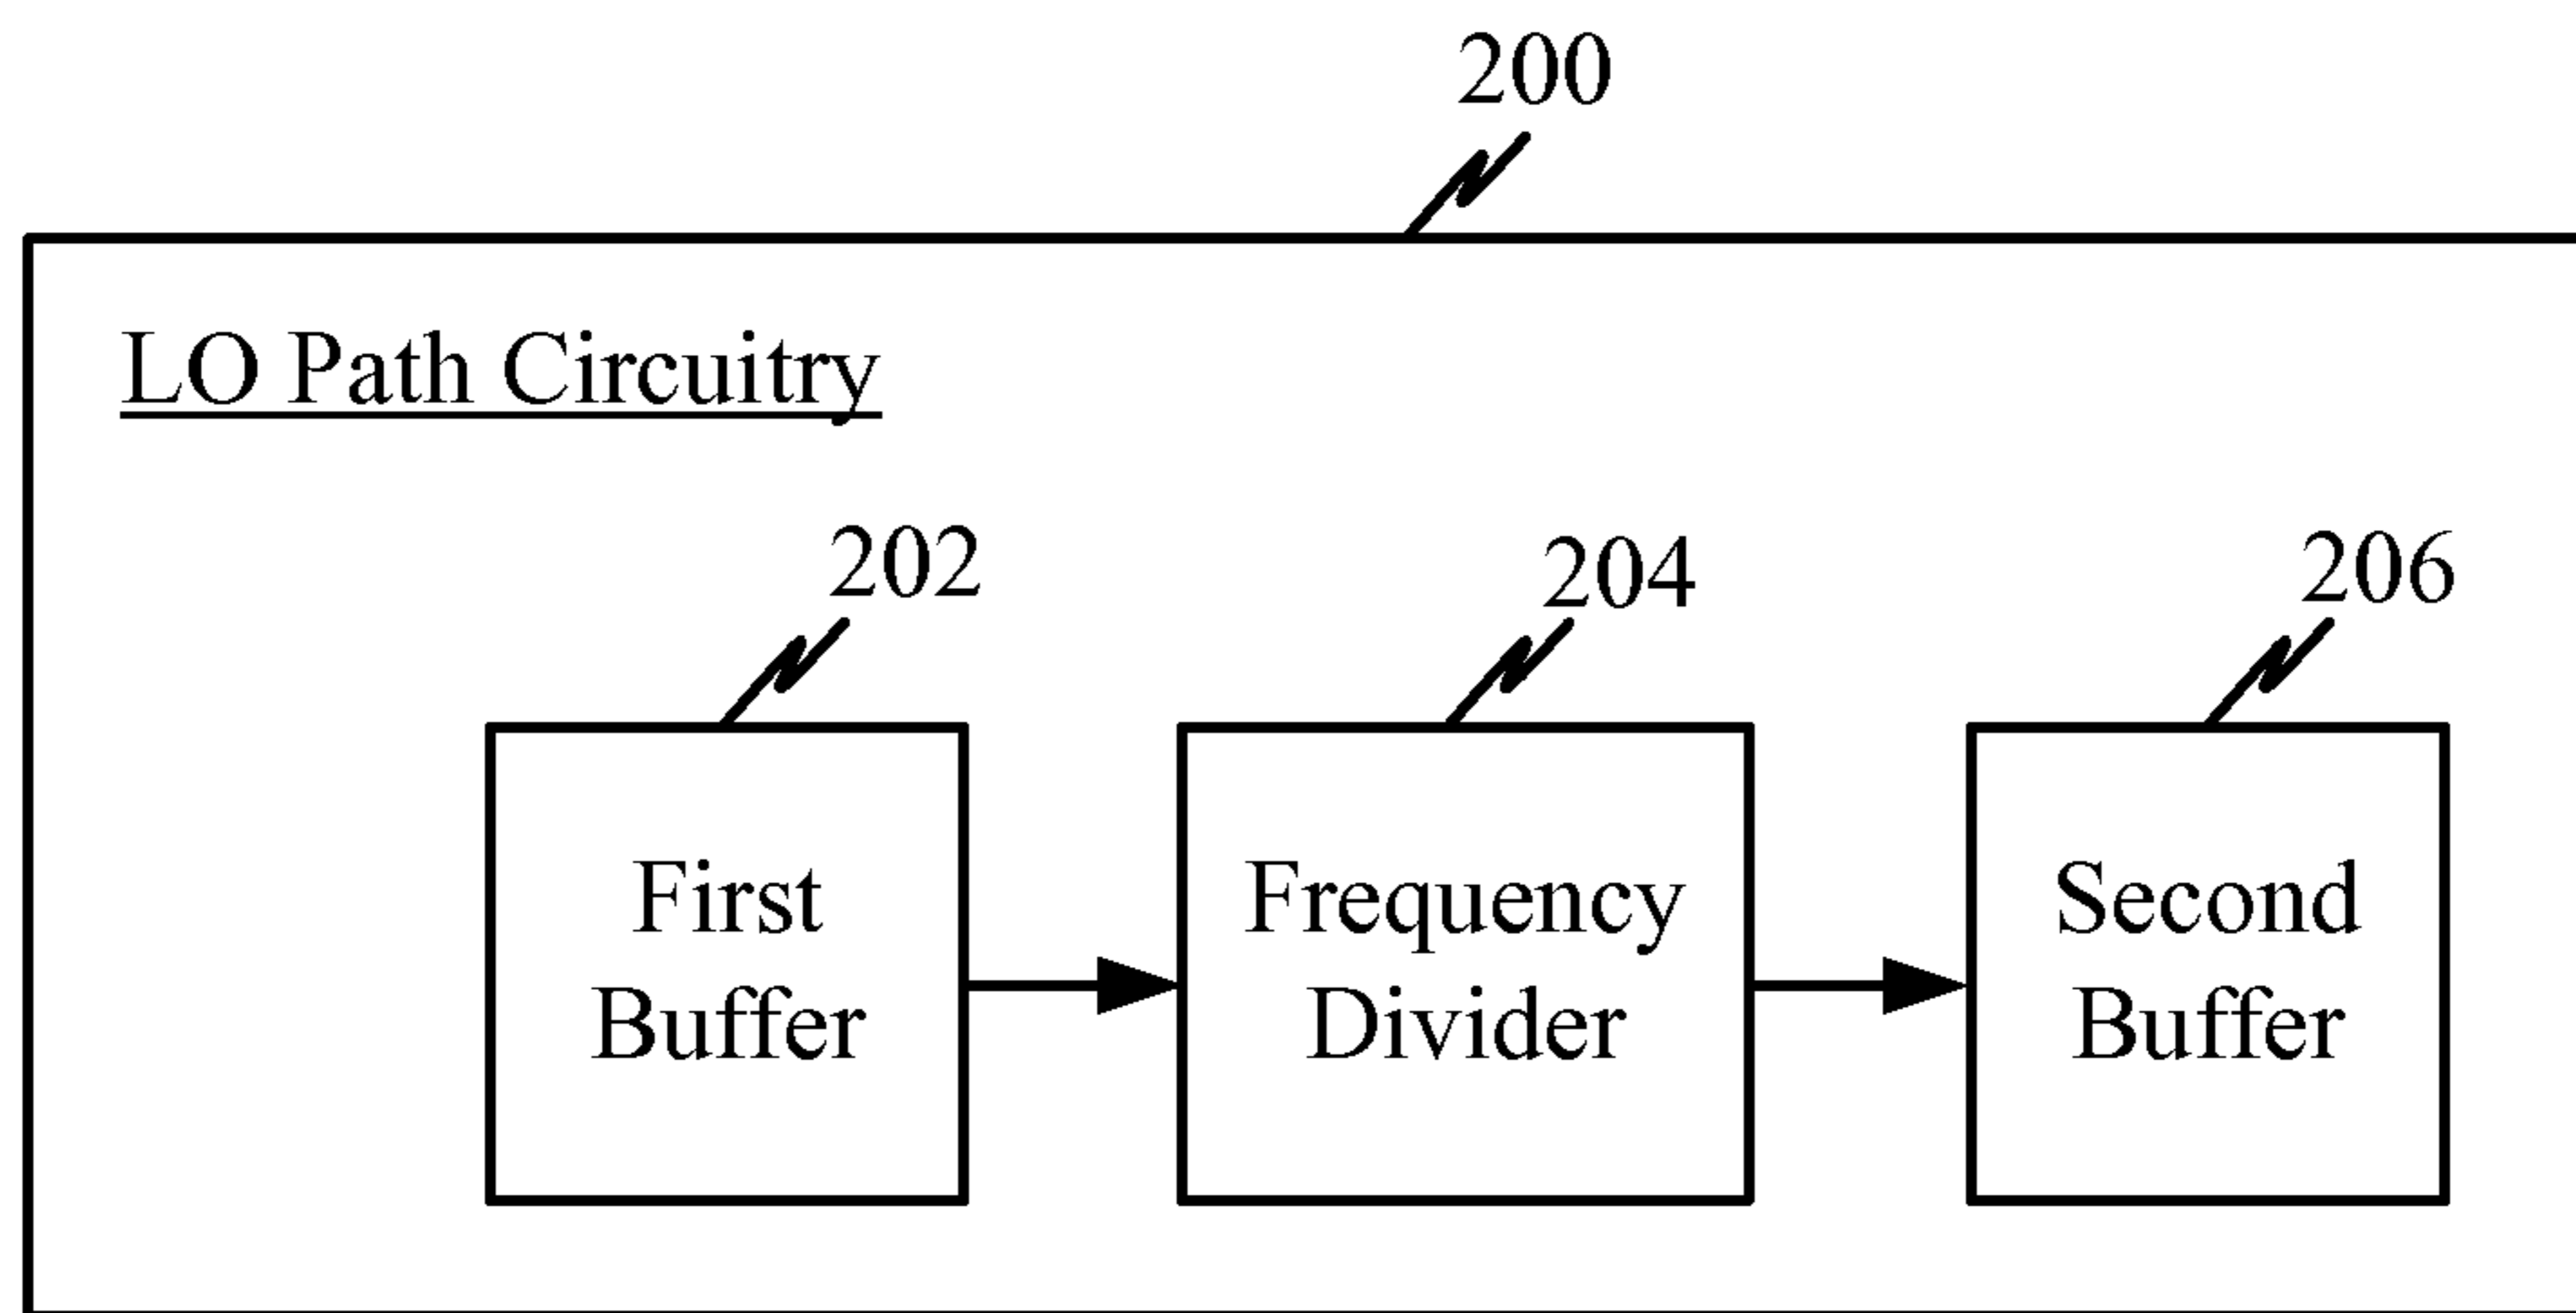 200
LO Path Circuitry
202
204
206
First
Buffer
Frequency
Divider
Second
Buffer